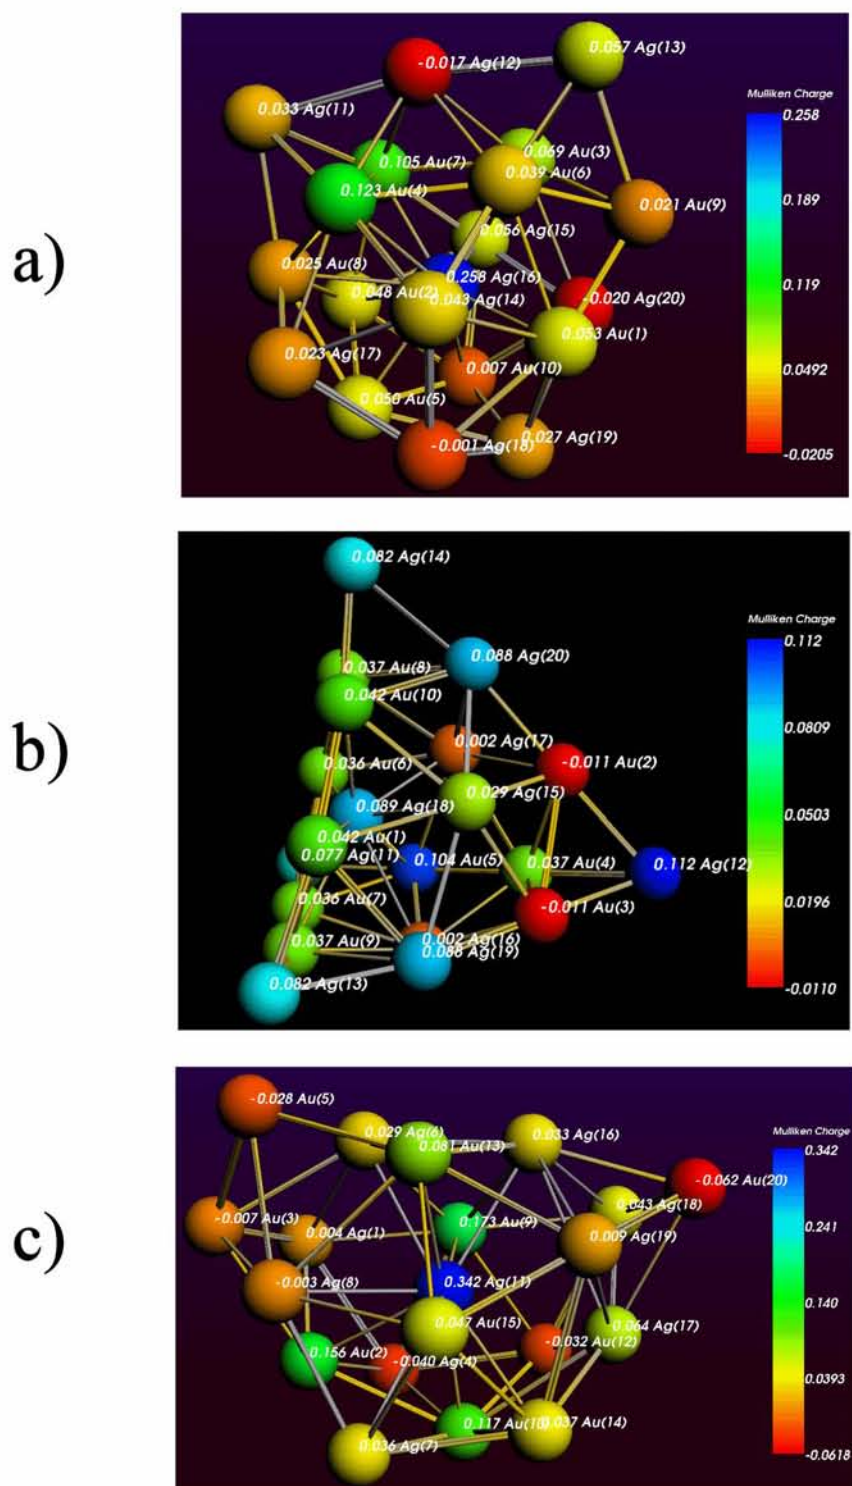 a)
-0.017 Ag(12)
0.057 Ag(13)
0.033 Ag(11)
0.105 Au(7)
0.069 Au(3)
0.039 Au(6)
0.123 Au(4)
0.021 Au(9)
0.056 Ag(15)
0.025 Au(8)
0.258 Ag(16)
0.048 Au(2)
0.043 Ag(14)
-0.020 Ag(20)
0.053 Au(1)
0.023 Ag(17)
0.007 Au(10)
0.050 Au(5)
-0.001 Ag(18)
0.027 Ag(19)
Mulliken Charge
0.258
0.189
0.119
0.0492
-0.0205
b)
0.082 Ag(14)
0.088 Ag(20)
0.037 Au(8)
0.042 Au(10)
0.002 Ag(17)
-0.011 Au(2)
0.036 Au(6)
0.029 Ag(15)
0.089 Ag(18)
0.042 Au(1)
0.077 Ag(11)
0.104 Au(5)
0.037 Au(4)
0.112 Ag(12)
0.036 Au(7)
-0.011 Au(3)
0.037 Au(9)
0.002 Ag(16)
0.088 Ag(19)
0.082 Ag(13)
Mulliken Charge
0.112
0.0809
0.0503
0.0196
-0.0110
c)
-0.028 Au(5)
0.029 Ag(6)
0.081 Au(13)
0.033 Ag(16)
-0.062 Au(20)
0.043 Ag(18)
-0.007 Au(3)
0.004 Ag(1)
0.173 Au(9)
0.009 Ag(19)
-0.003 Ag(8)
0.342 Ag(11)
0.047 Au(15)
0.064 Ag(17)
-0.032 Au(12)
0.156 Au(2)
-0.040 Ag(4)
0.117 Au(10)
0.037 Au(14)
0.036 Ag(7)
Mulliken Charge
0.342
0.241
0.140
0.0393
-0.0618